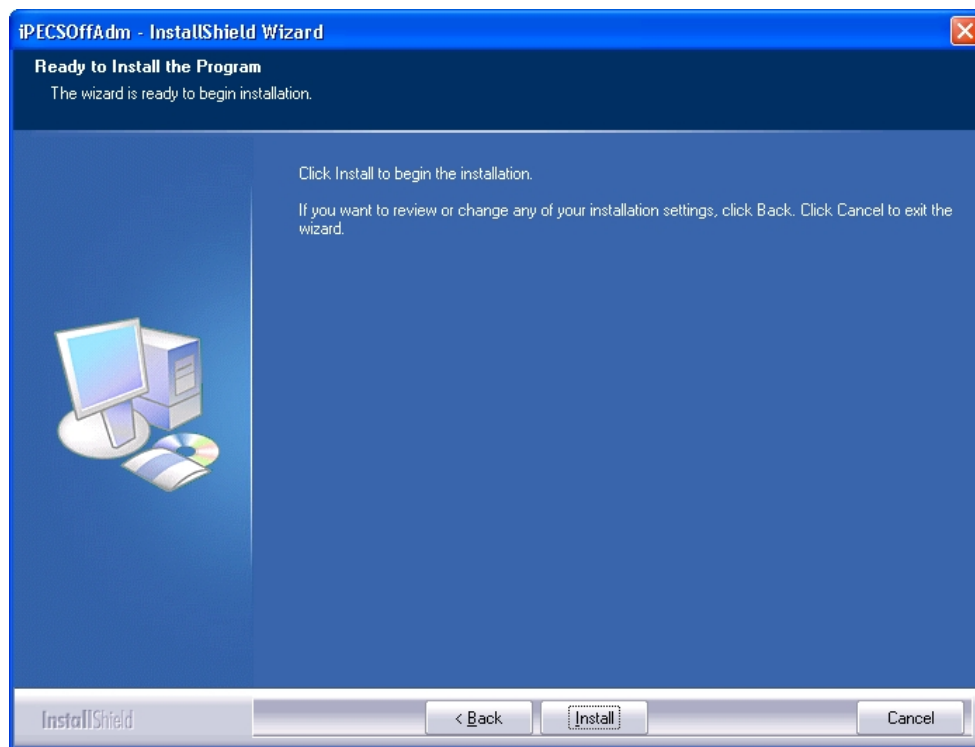 iPECSOffAdm - InstallShield Wizard
Ready to Install the Program
The wizard is ready to begin installation.
Click Install to begin the installation.
If you want to review or change any of your installation settings, click Back. Click Cancel to exit the
wizard.
InstallShield
< Back
Install
Cancel